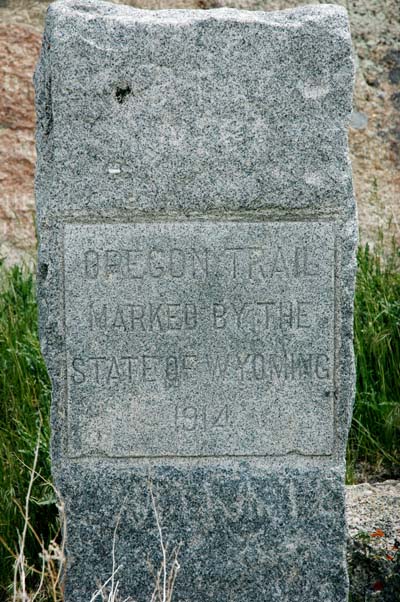 OREGON TRAIL
MARKED BY THE
STATE OF WYOMING
1914